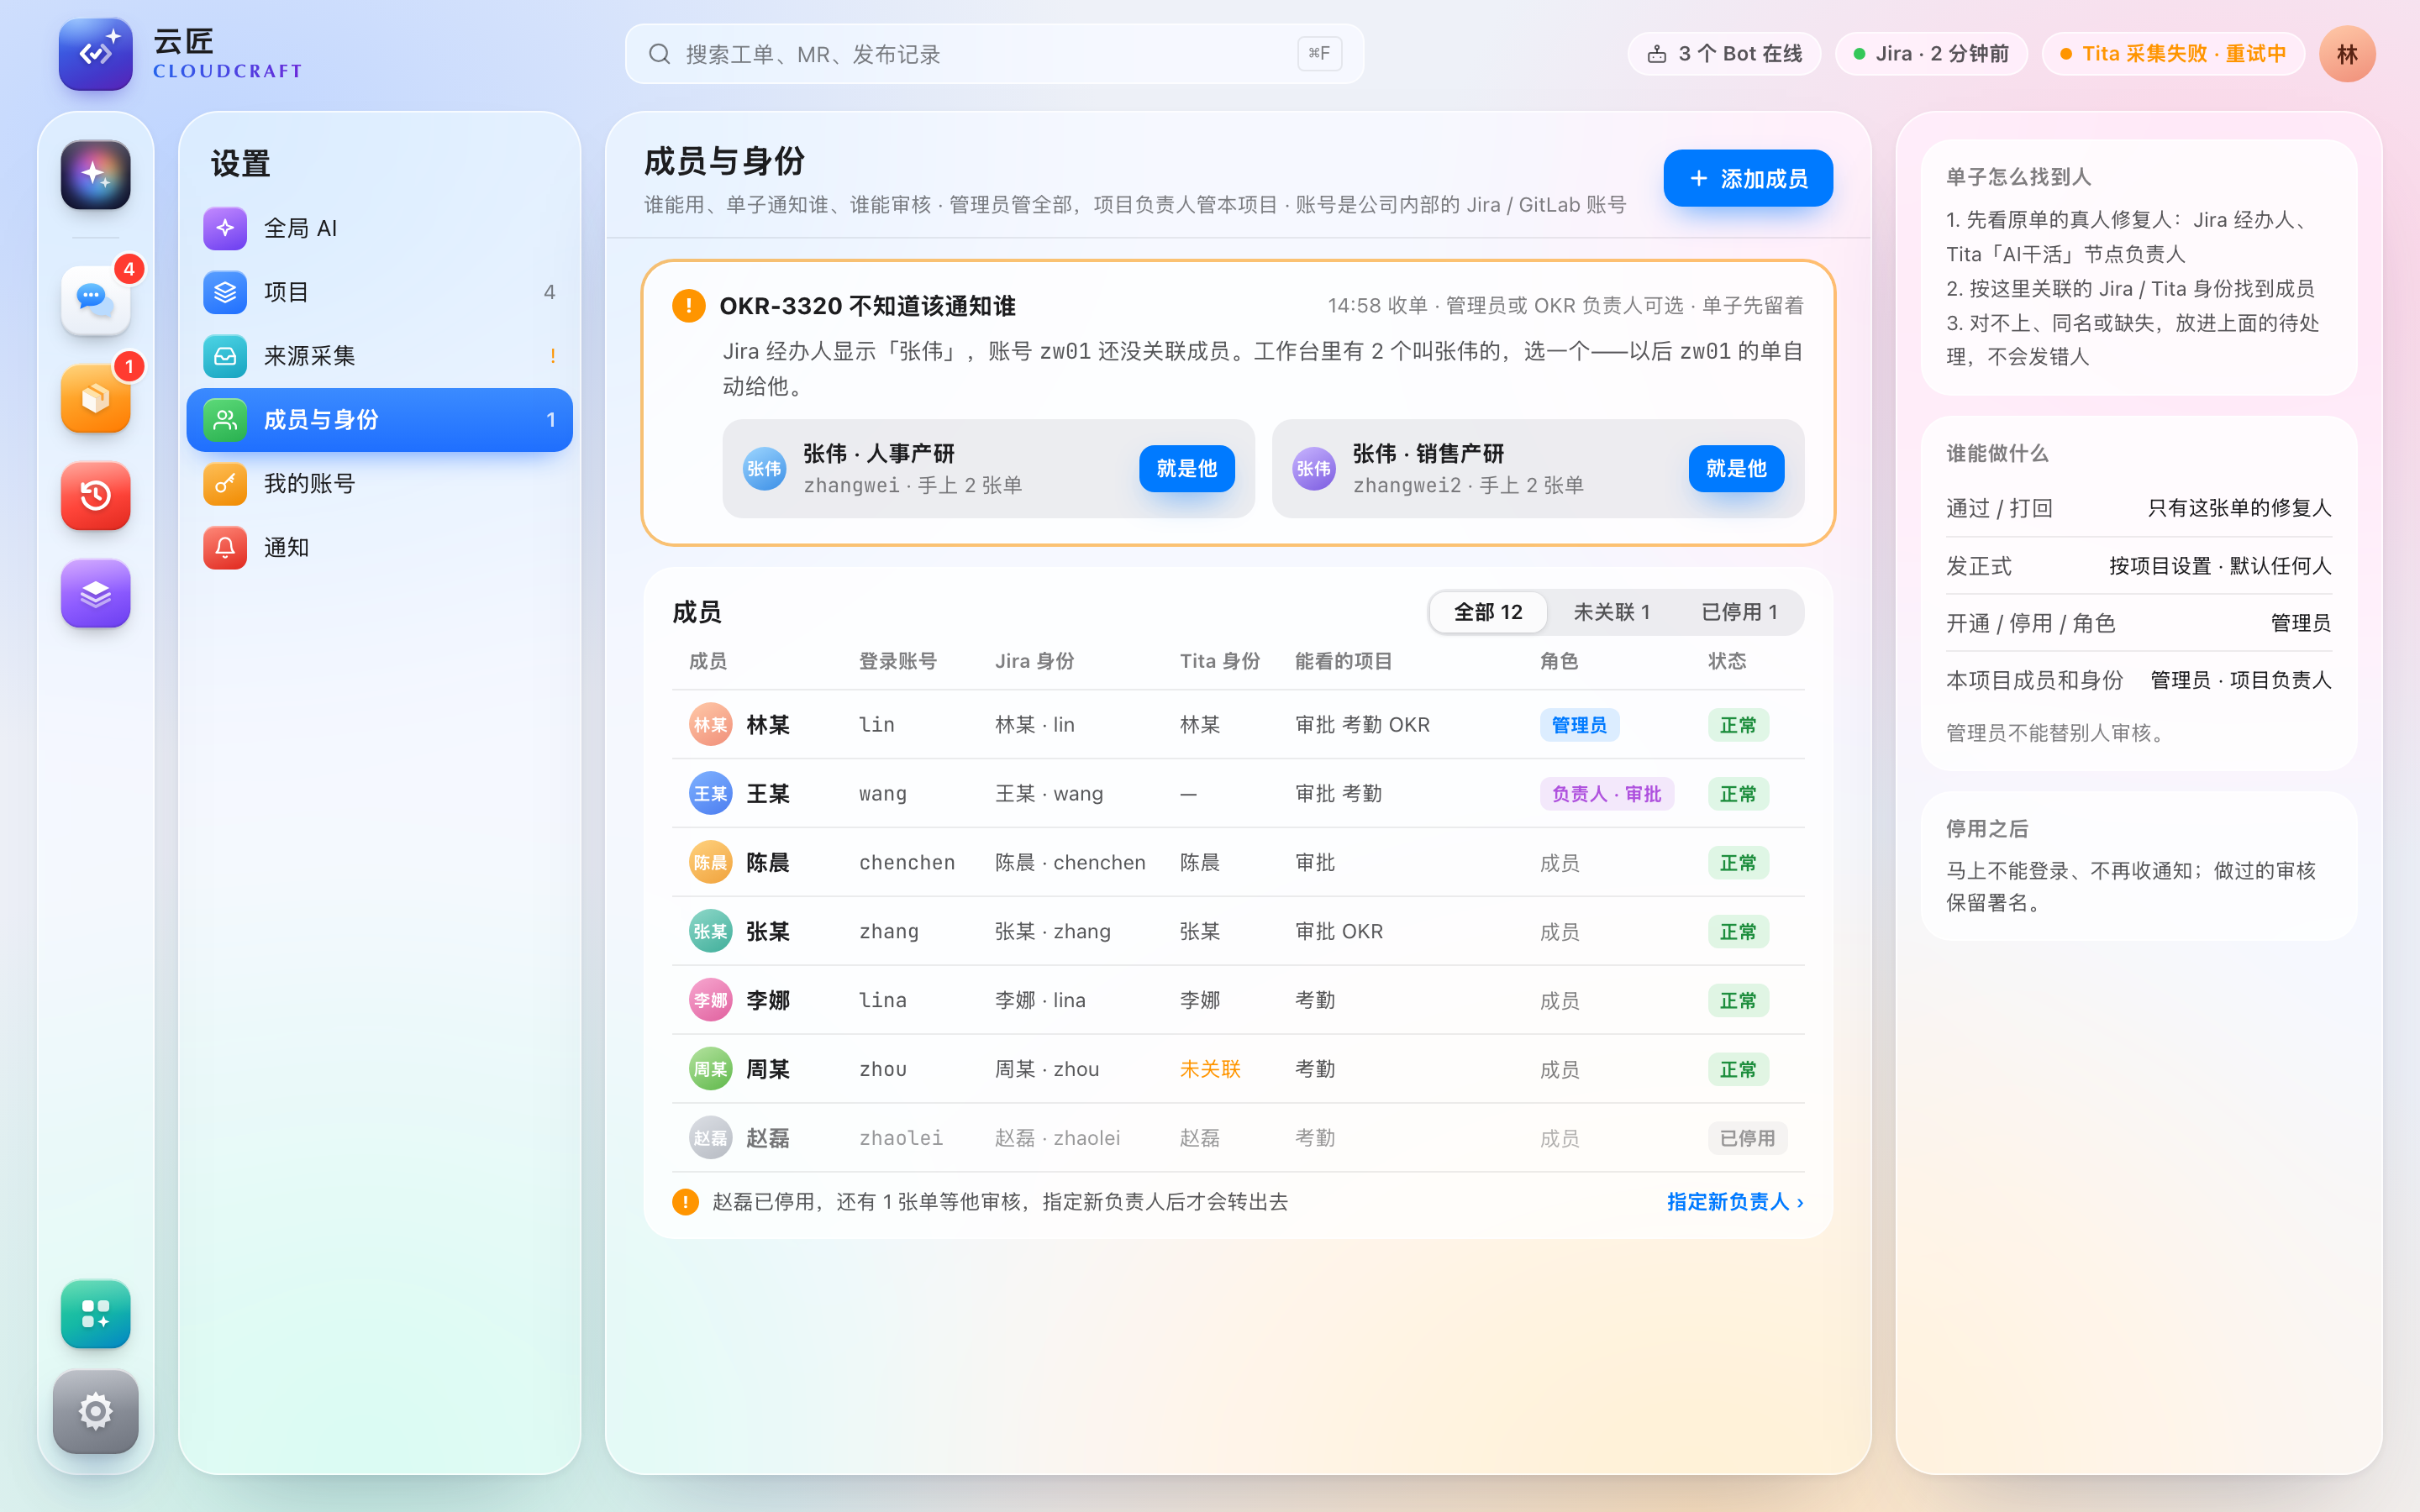 云匠
CLOUDCRAFT
搜索工单、MR、发布记录
⌘F
3 个 Bot 在线
Jira · 2 分钟前
Tita 采集失败 · 重试中
林
4
1
设置
全局 AI
项目
4
来源采集
!
成员与身份
1
我的账号
通知
成员与身份
谁能用、单子通知谁、谁能审核 · 管理员管全部，项目负责人管本项目 · 账号是公司内部的 Jira / GitLab 账号
+ 添加成员
! OKR-3320 不知道该通知谁
14:58 收单 · 管理员或 OKR 负责人可选 · 单子先留着
Jira 经办人显示「张伟」，账号 zw01 还没关联成员。工作台里有 2 个叫张伟的，选一个——以后 zw01 的单自
动给他。
张伟
张伟 · 人事产研
zhangwei · 手上 2 张单
就是他
张伟
张伟 · 销售产研
zhangwei2 · 手上 2 张单
就是他
成员
全部 12
未关联 1
已停用 1
成员 登录账号 Jira 身份 Tita 身份 能看的项目 角色 状态
林某 林某 lin 林某 · lin 林某 审批 考勤 OKR 管理员 正常
王某 王某 wang 王某 · wang — 审批 考勤 负责人 · 审批 正常
陈晨 陈晨 chenchen 陈晨 · chenchen 陈晨 审批 成员 正常
张某 张某 zhang 张某 · zhang 张某 审批 OKR 成员 正常
李娜 李娜 lina 李娜 · lina 李娜 考勤 成员 正常
周某 周某 zhou 周某 · zhou 未关联 考勤 成员 正常
赵磊 赵磊 zhaolei 赵磊 · zhaolei 赵磊 考勤 成员 已停用
! 赵磊已停用，还有 1 张单等他审核，指定新负责人后才会转出去
指定新负责人 ›
单子怎么找到人
1. 先看原单的真人修复人：Jira 经办人、
Tita「AI干活」节点负责人
2. 按这里关联的 Jira / Tita 身份找到成员
3. 对不上、同名或缺失，放进上面的待处
理，不会发错人
谁能做什么
通过 / 打回 只有这张单的修复人
发正式 按项目设置 · 默认任何人
开通 / 停用 / 角色 管理员
本项目成员和身份 管理员 · 项目负责人
管理员不能替别人审核。
停用之后
马上不能登录、不再收通知；做过的审核
保留署名。